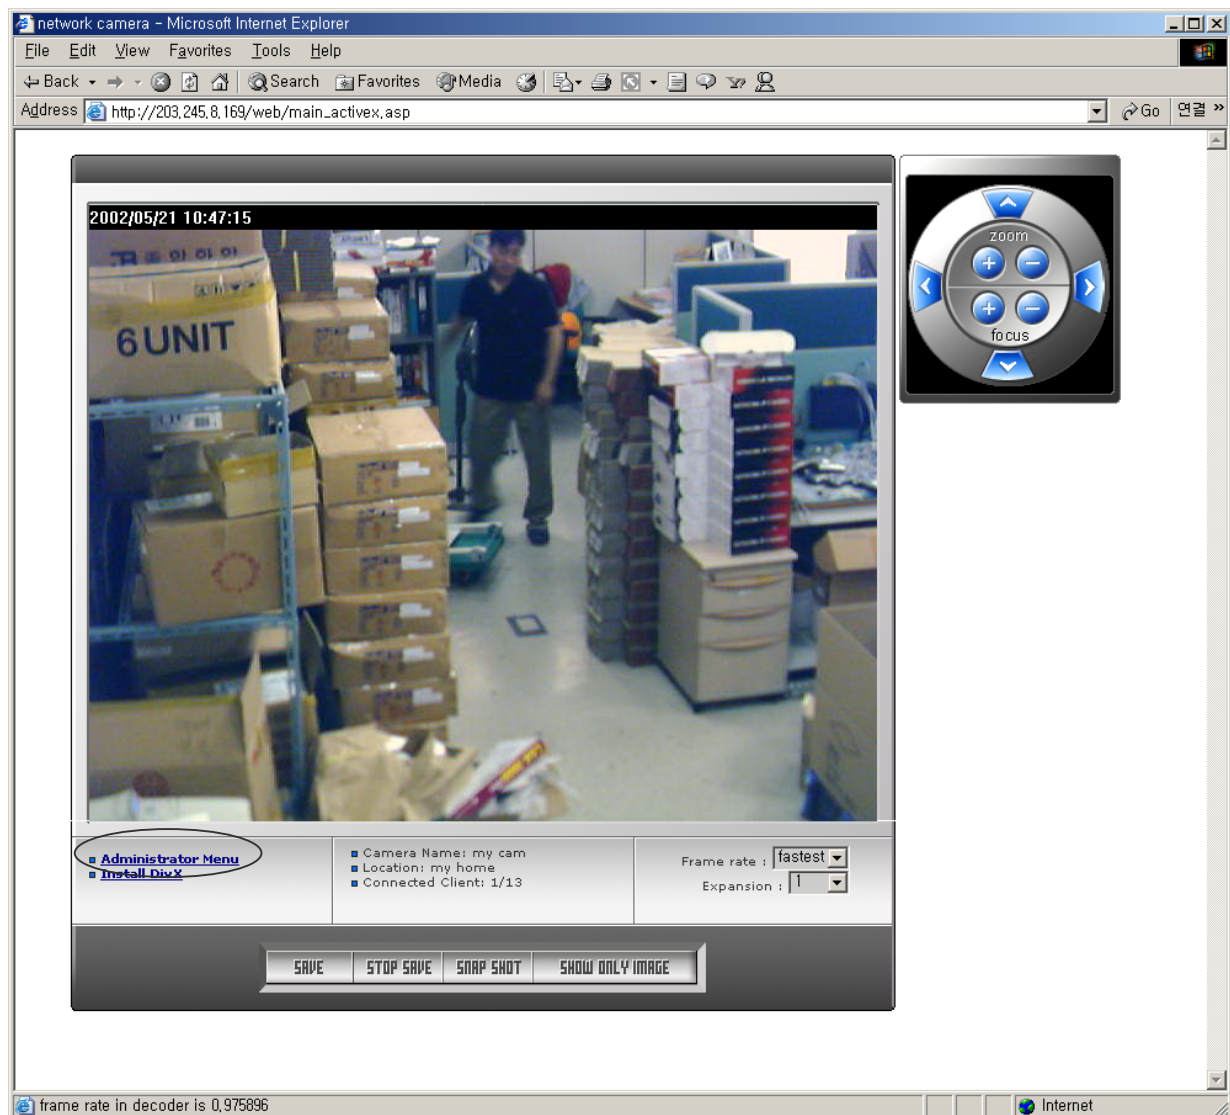 network camera - Microsoft Internet Explorer
File Edit View Favorites Tools Help
Back Search Favorites Media
Address http://203,245,8,169/web/main_activex,asp Go 연결 »
2002/05/21 10:47:15
6 UNIT
zoom
focus
Administrator Menu
Install DivX
Camera Name: my cam
Location: my home
Connected Client: 1/13
Frame rate : fastest
Expansion : 1
SAVE STOP SAVE SNAP SHOT SHOW ONLY IMAGE
frame rate in decoder is 0,975896 Internet